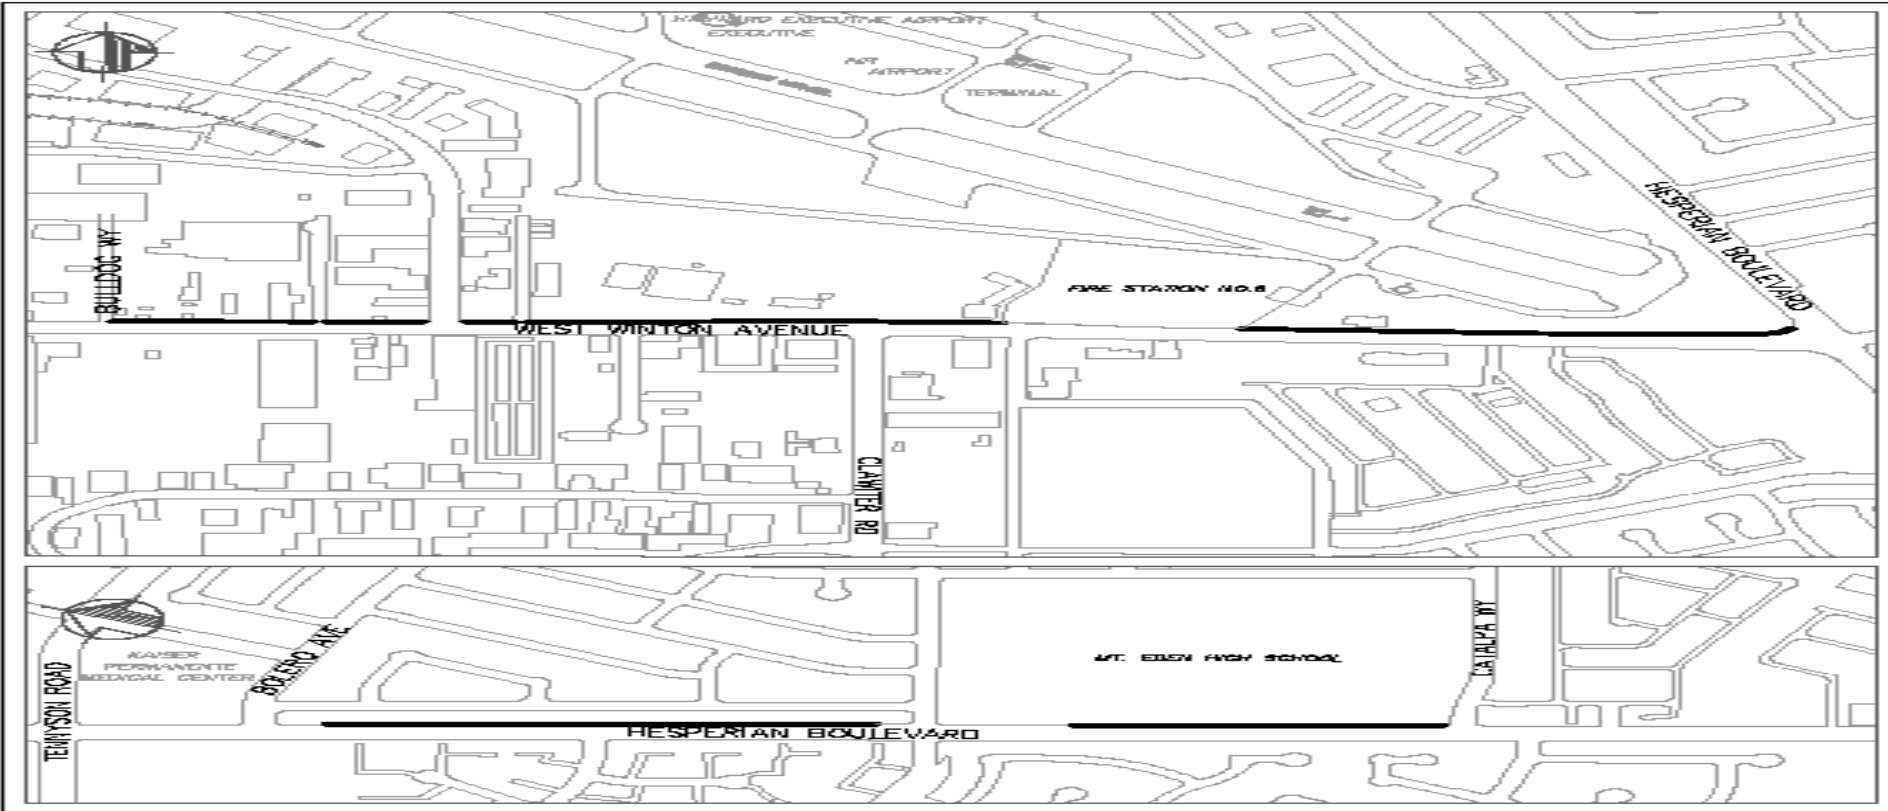 HAYWARD EXECUTIVE AIRPORT
EXECUTIVE
AIR
AIRPORT
TERMINAL
HESPERIAN BOULEVARD
BULLDOG WY
FIRE STATION NO.6
WEST WINTON AVENUE
CLAWITER RD
KAISER
PERMANENTE
MEDICAL CENTER
BOLERO AVE
TENNYSON ROAD
MT. EDEN HIGH SCHOOL
CATALPA WY
HESPERIAN BOULEVARD